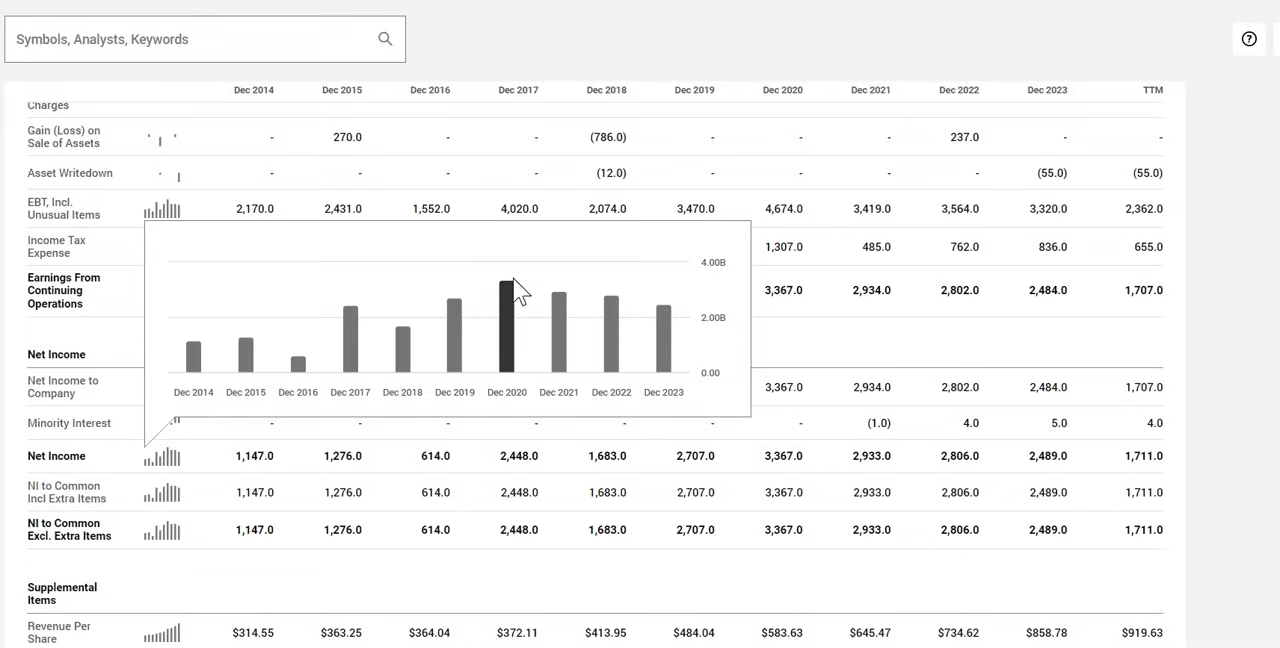 Symbols, Analysts, Keywords
Dec 2014 Dec 2015 Dec 2016 Dec 2017 Dec 2018 Dec 2019 Dec 2020 Dec 2021 Dec 2022 Dec 2023 TTM
Charges
Gain (Loss) on
Sale of Assets - 270.0 - - (786.0) - - - 237.0 - -
Asset Writedown - - - - (12.0) - - - - (55.0) (55.0)
EBT, Incl.
Unusual Items 2,170.0 2,431.0 1,552.0 4,020.0 2,074.0 3,470.0 4,674.0 3,419.0 3,564.0 3,320.0 2,362.0
Income Tax
Expense 1,307.0 485.0 762.0 836.0 655.0
4.00B
Earnings From
Continuing
Operations 3,367.0 2,934.0 2,802.0 2,484.0 1,707.0
2.00B
Net Income
0.00
Net Income to
Company 3,367.0 2,934.0 2,802.0 2,484.0 1,707.0
Dec 2014 Dec 2015 Dec 2016 Dec 2017 Dec 2018 Dec 2019 Dec 2020 Dec 2021 Dec 2022 Dec 2023
Minority Interest - - - - - - - (1.0) 4.0 5.0 4.0
Net Income 1,147.0 1,276.0 614.0 2,448.0 1,683.0 2,707.0 3,367.0 2,933.0 2,806.0 2,489.0 1,711.0
NI to Common
Incl Extra Items 1,147.0 1,276.0 614.0 2,448.0 1,683.0 2,707.0 3,367.0 2,933.0 2,806.0 2,489.0 1,711.0
NI to Common
Excl. Extra Items 1,147.0 1,276.0 614.0 2,448.0 1,683.0 2,707.0 3,367.0 2,933.0 2,806.0 2,489.0 1,711.0
Supplemental
Items
Revenue Per
Share $314.55 $363.25 $364.04 $372.11 $413.95 $484.04 $583.63 $645.47 $734.62 $858.78 $919.63